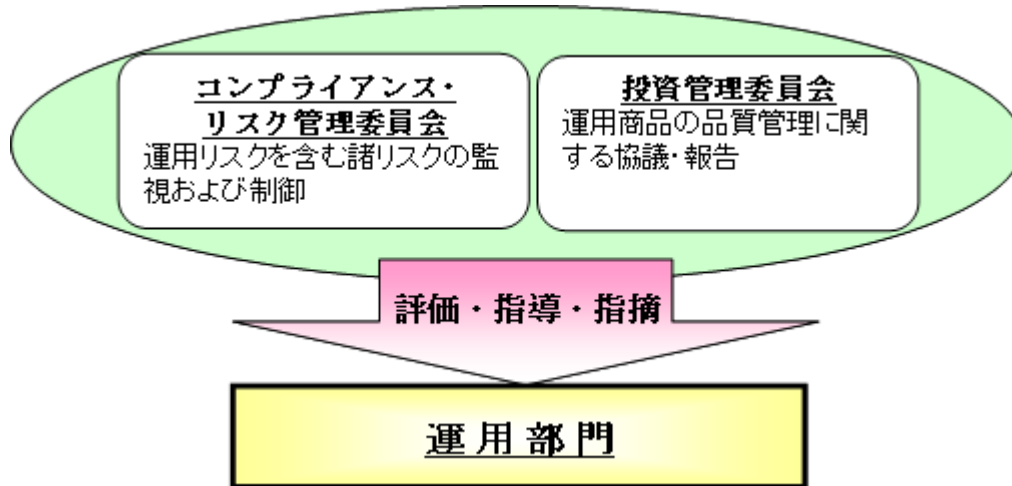 コンプライアンス・
リスク管理委員会
運用リスクを含む諸リスクの監
視および制御
投資管理委員会
運用商品の品質管理に関
する協議・報告
評価・指導・指摘
運用部門